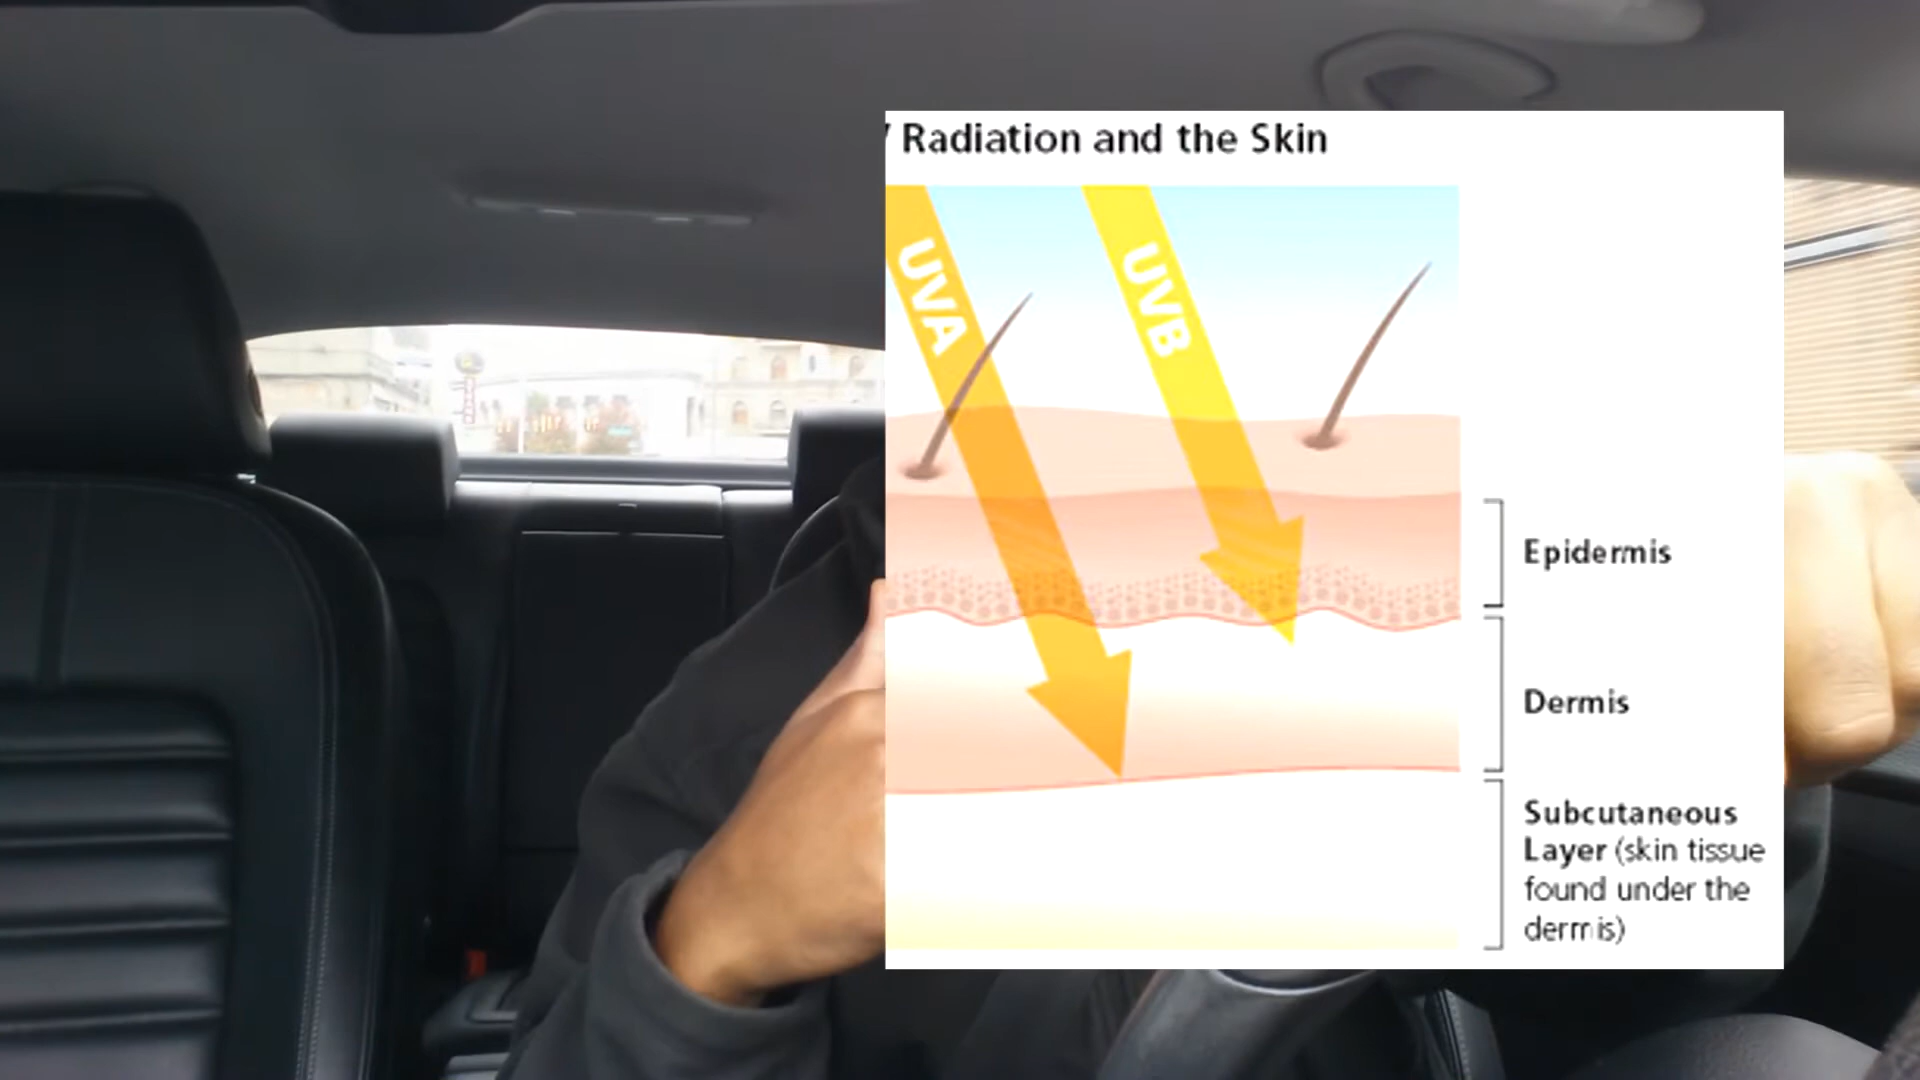 Radiation and the Skin
UVA
UVB
Epidermis
Dermis
Subcutaneous
Layer (skin tissue
found under the
dermis)